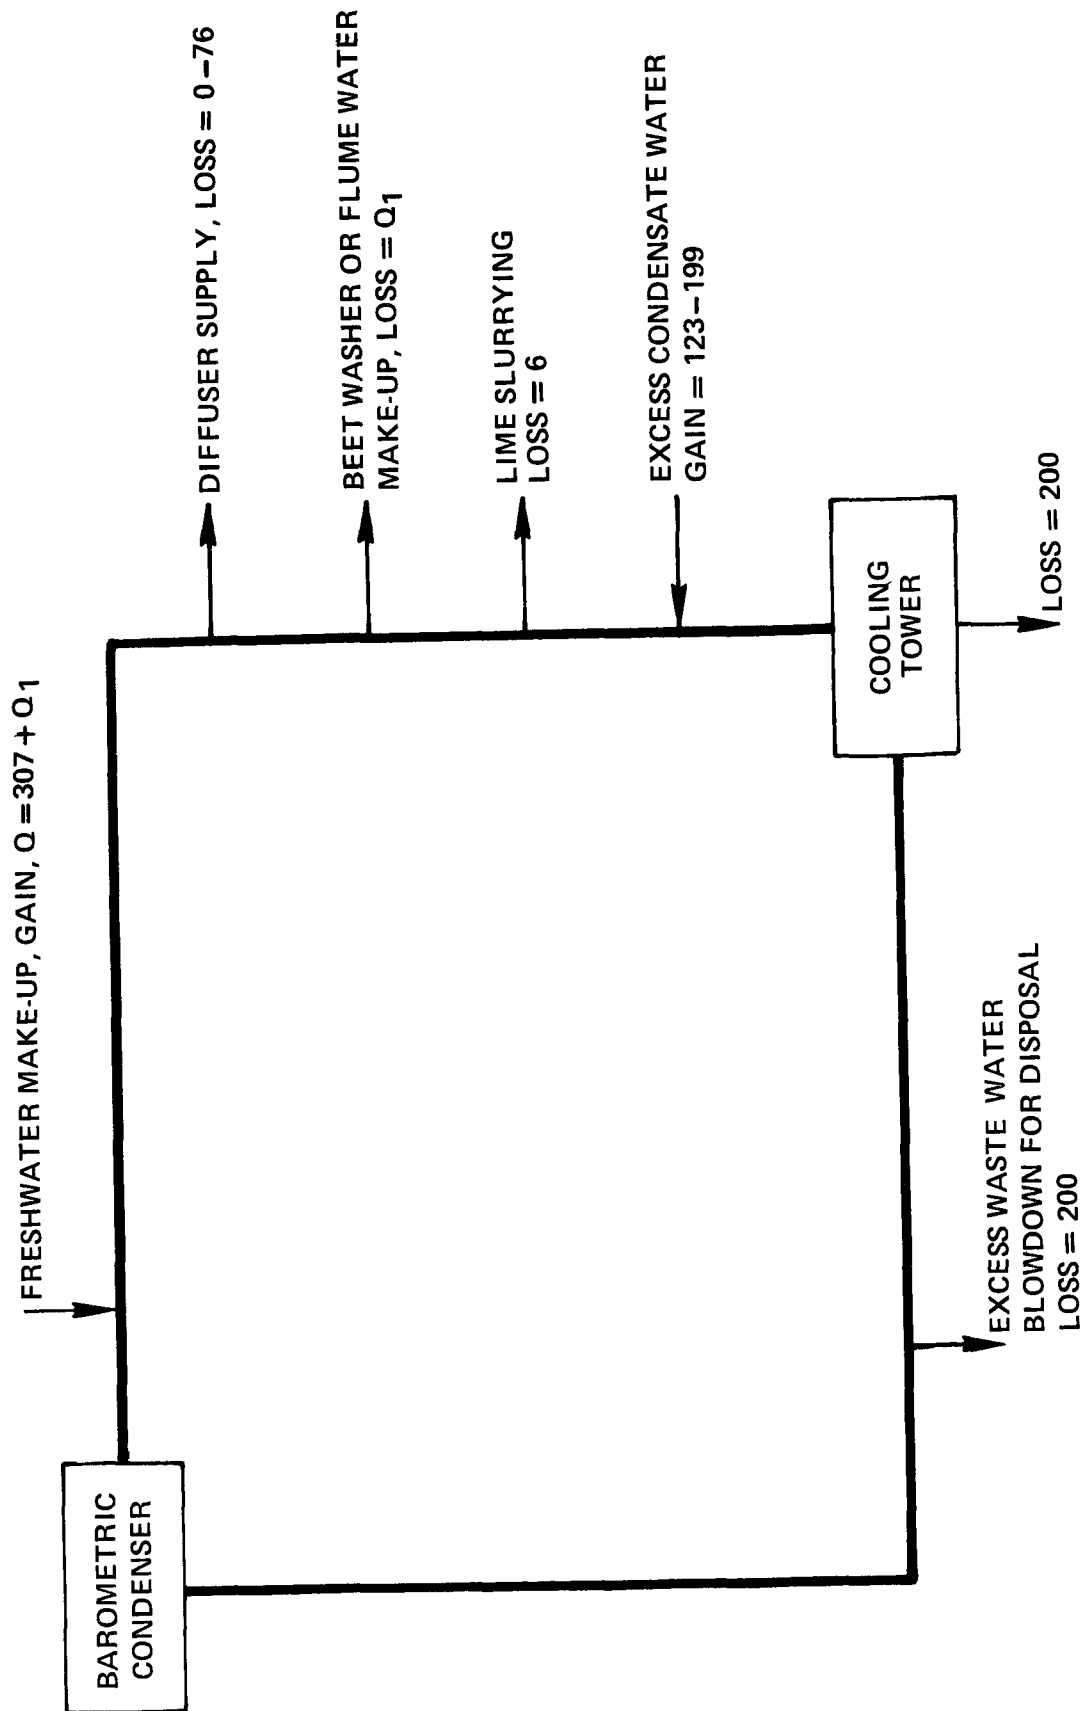 FRESHWATER MAKE-UP, GAIN, Q=307+Q1
BAROMETRIC
CONDENSER
DIFFUSER SUPPLY, LOSS = 0-76
BEET WASHER OR FLUME WATER
MAKE-UP, LOSS = Q1
LIME SLURRYING
LOSS = 6
EXCESS CONDENSATE WATER
GAIN = 123-199
COOLING
TOWER
LOSS = 200
EXCESS WASTE WATER
BLOWDOWN FOR DISPOSAL
LOSS = 200